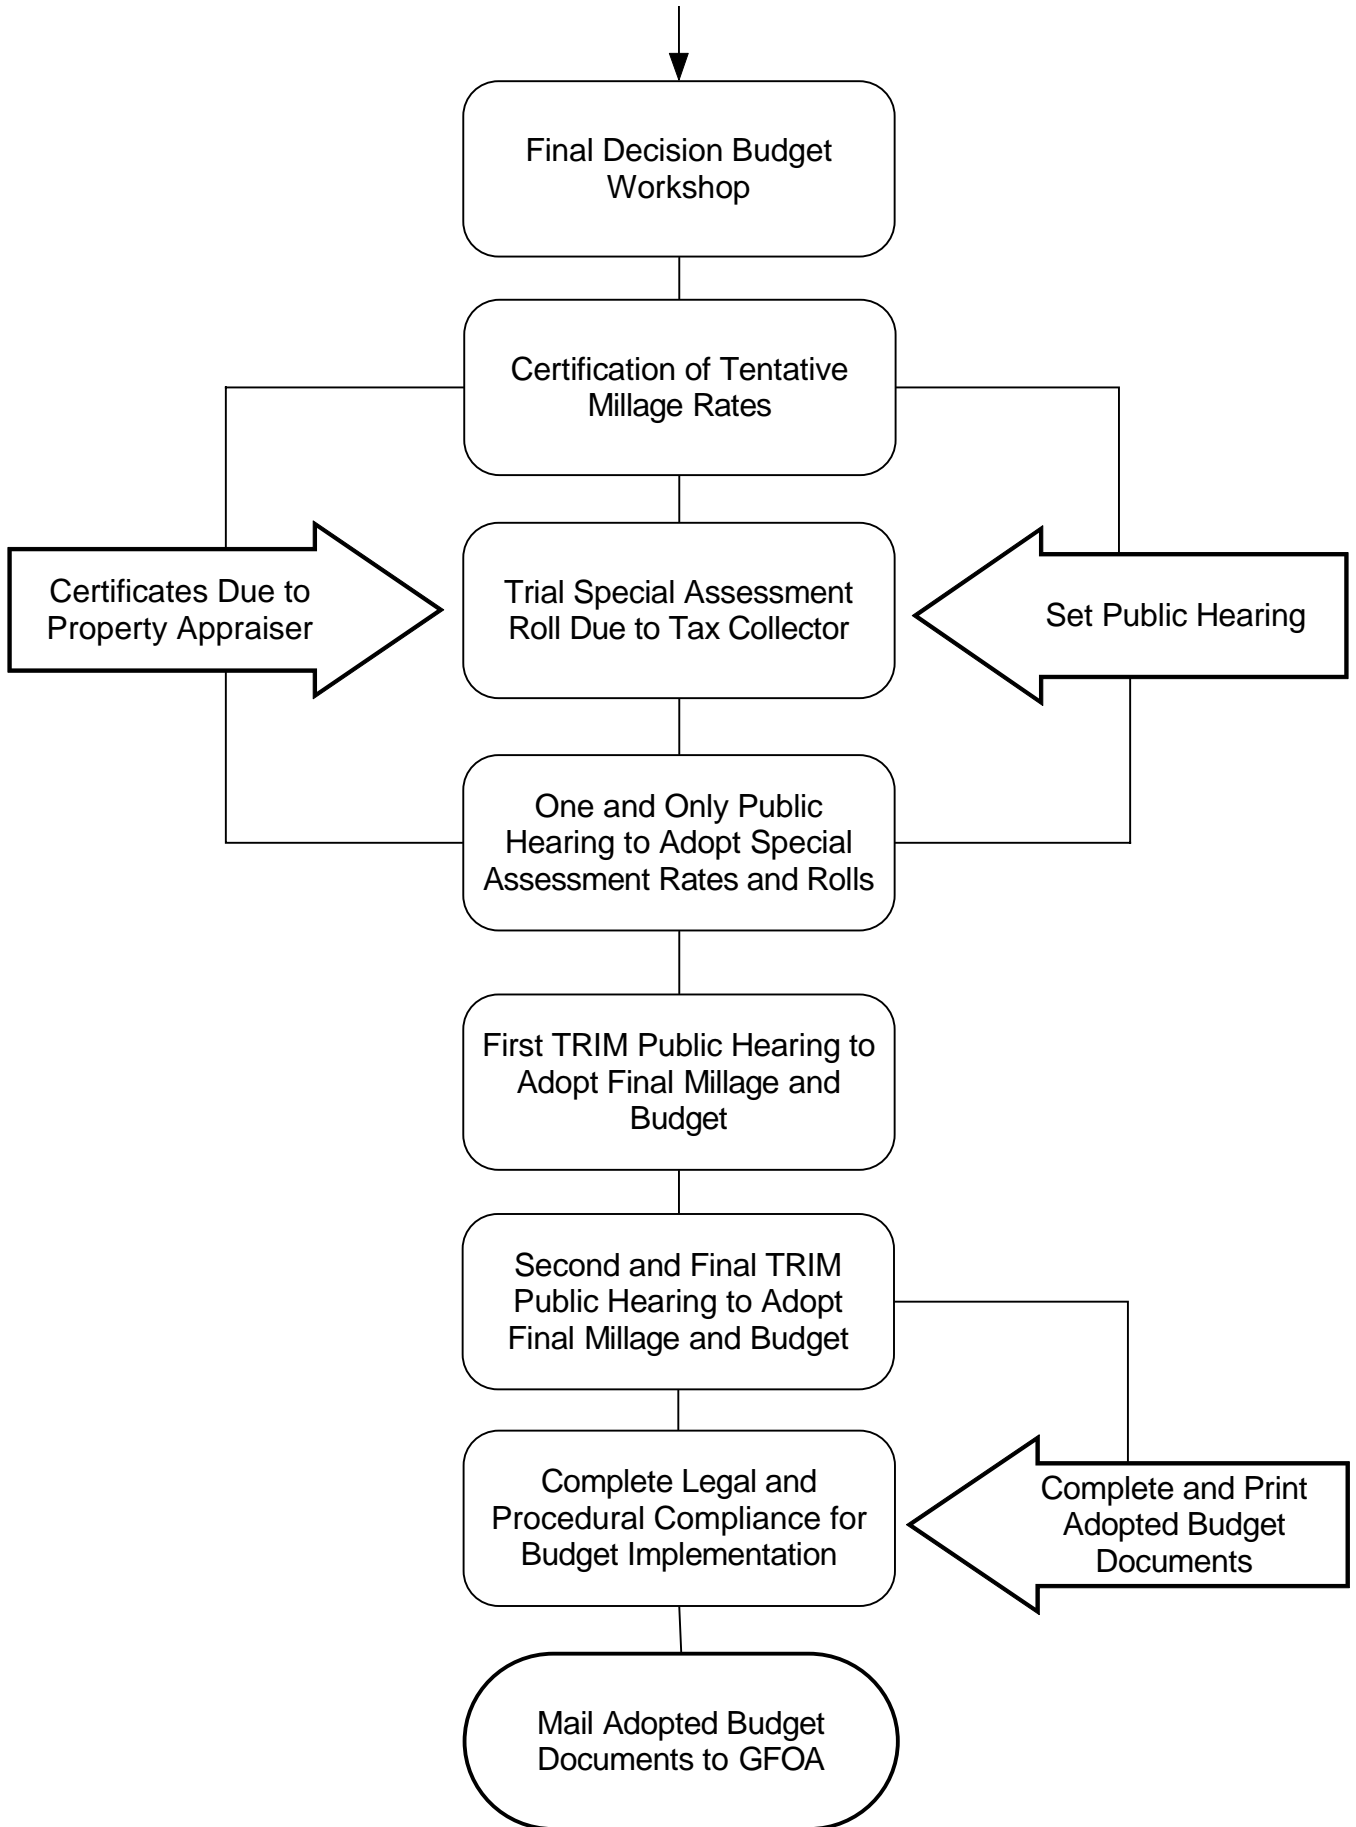 Final Decision Budget
Workshop
Certification of Tentative
Millage Rates
Certificates Due to
Property Appraiser
Trial Special Assessment
Roll Due to Tax Collector
Set Public Hearing
One and Only Public
Hearing to Adopt Special
Assessment Rates and Rolls
First TRIM Public Hearing to
Adopt Final Millage and
Budget
Second and Final TRIM
Public Hearing to Adopt
Final Millage and Budget
Complete Legal and
Procedural Compliance for
Budget Implementation
Complete and Print
Adopted Budget
Documents
Mail Adopted Budget
Documents to GFOA